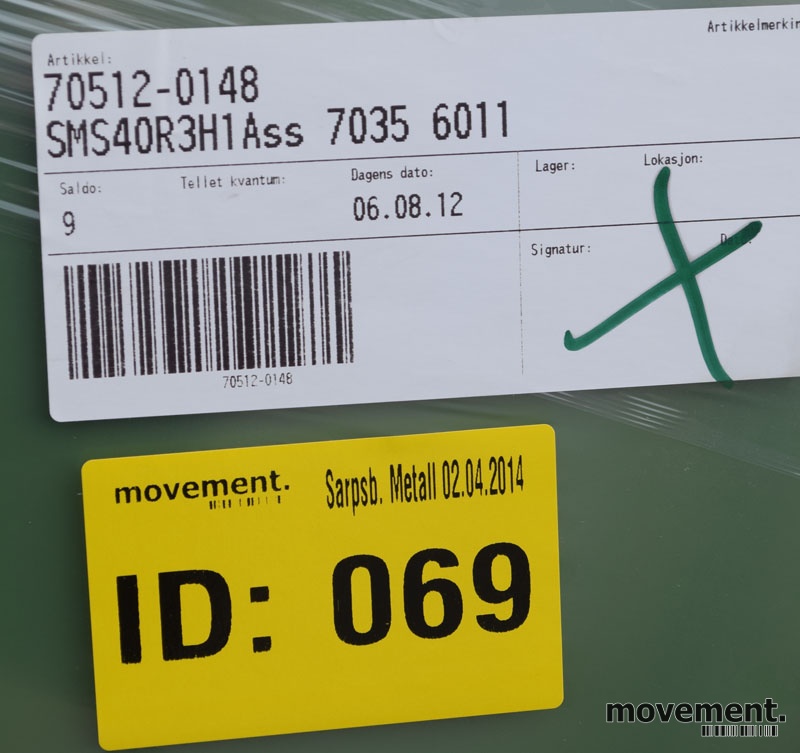 Artikkelmerkin
Artikkel:
70512-0148
SMS40R3H1Ass 7035 6011
Saldo: Tellet kvantum: Dagens dato: Lager: Lokasjon:
9 06.08.12
Signatur:
70512-0148
movement. Sarpsb. Metall 02.04.2014
ID: 069
movement.